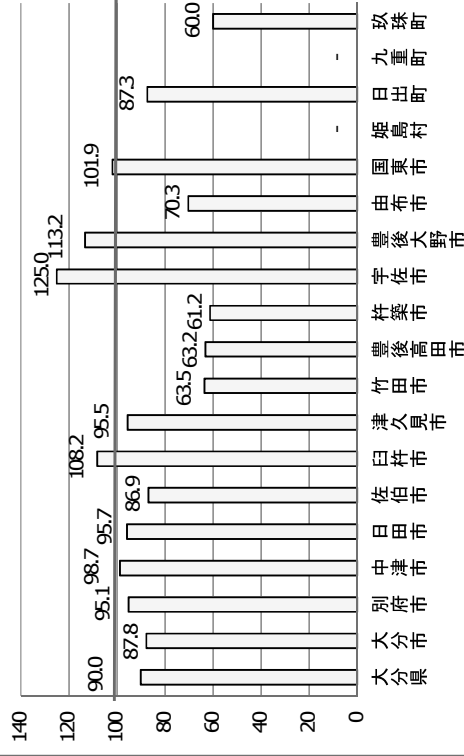 140
120
100
80
60
40
20
0
90.0
87.8
95.1
98.7
95.7
86.9
108.2
95.5
63.5
63.2
61.2
125.0
113.2
70.3
101.9
-
87.3
-
60.0
大分県
大分市
別府市
中津市
日田市
佐伯市
臼杵市
津久見市
竹田市
豊後高田市
杵築市
宇佐市
豊後大野市
由布市
国東市
姫島村
日出町
九重町
玖珠町